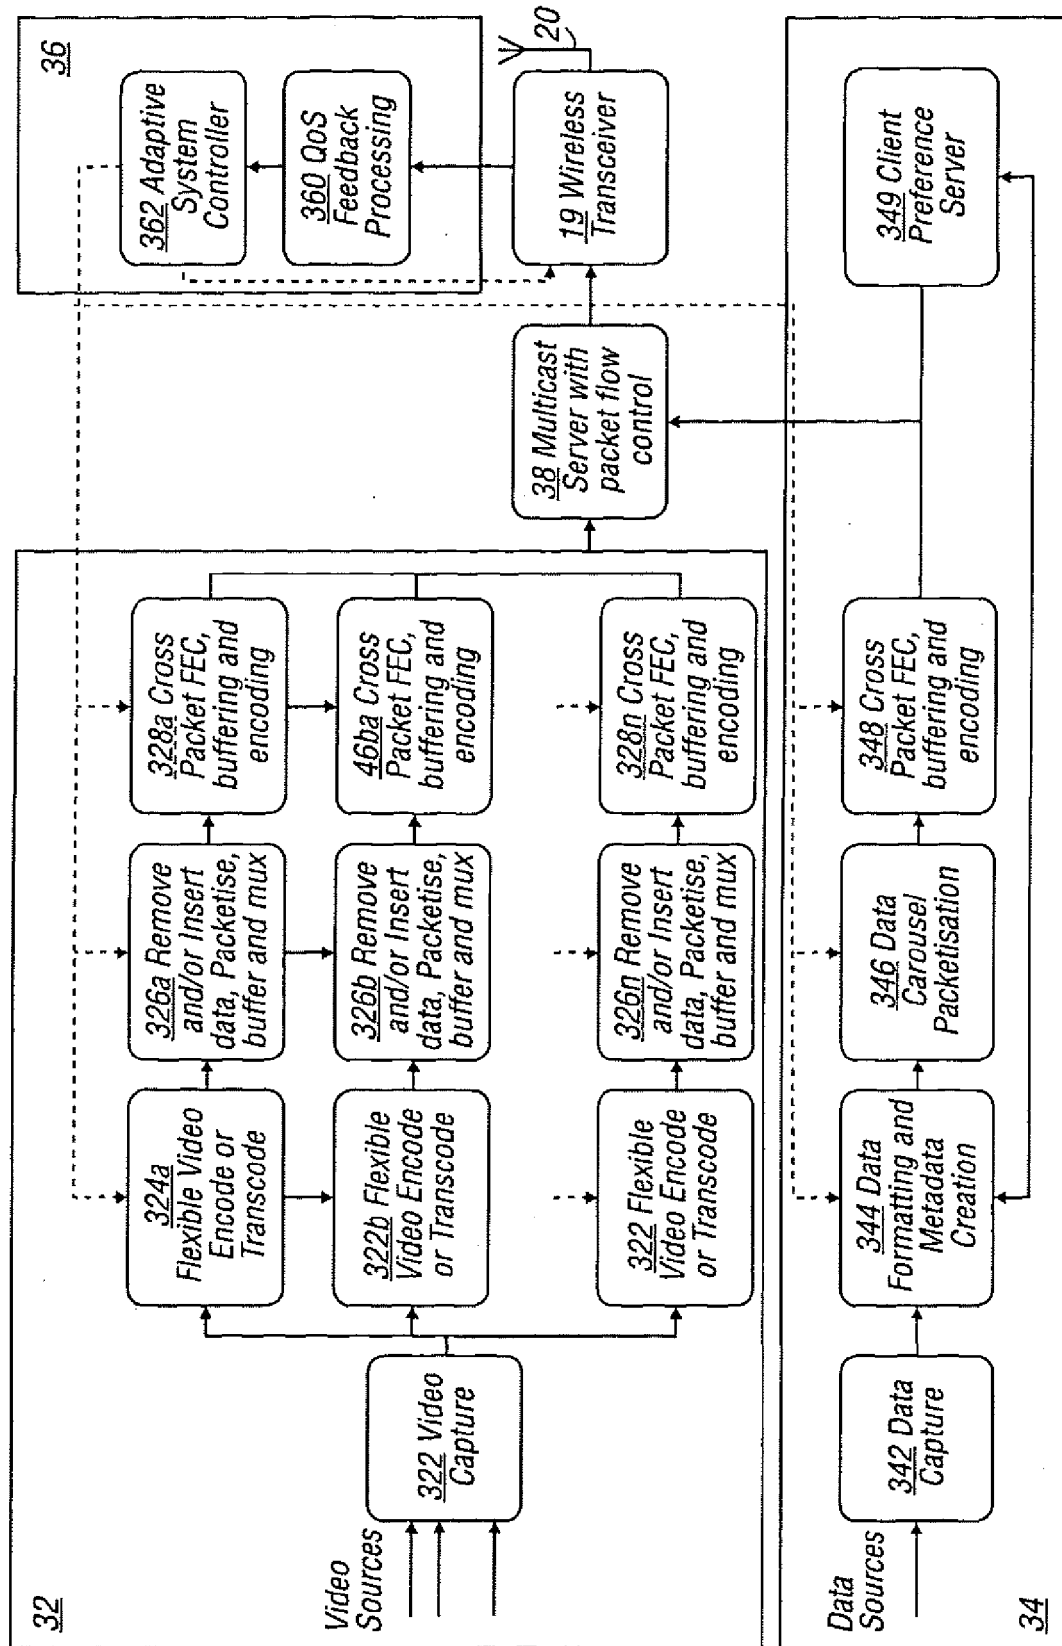 32
Video
Sources
322 Video
Capture
324a
Flexible Video
Encode or
Transcode
326a Remove
and/or Insert
data, Packetise,
buffer and mux
328a Cross
Packet FEC,
buffering and
encoding
322b Flexible
Video Encode
or Transcode
326b Remove
and/or Insert
data, Packetise,
buffer and mux
46ba Cross
Packet FEC,
buffering and
encoding
322 Flexible
Video Encode
or Transcode
326n Remove
and/or Insert
data, Packetise,
buffer and mux
328n Cross
Packet FEC,
buffering and
encoding
36
362 Adaptive
System
Controller
360 QoS
Feedback
Processing
38 Multicast
Server with
packet flow
control
19 Wireless
Transceiver
20
34
Data
Sources
342 Data
Capture
344 Data
Formatting and
Metadata
Creation
346 Data
Carousel
Packetisation
348 Cross
Packet FEC,
buffering and
encoding
349 Client
Preference
Server